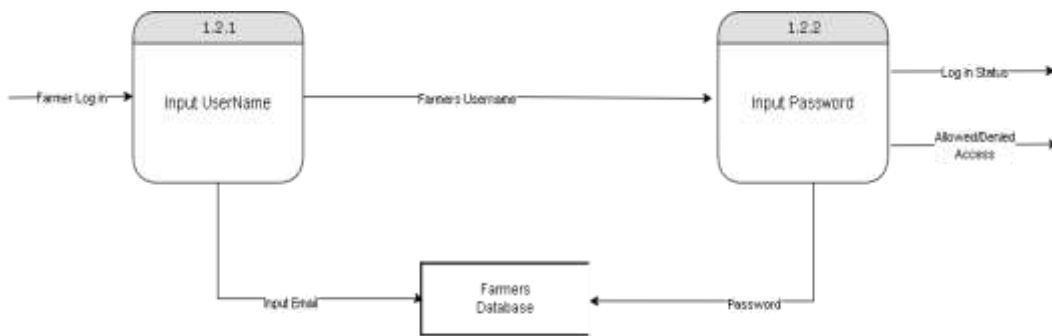 1.2.1
1.2.2
Farmer Log in
Input UserName
Farmers Username
Input Password
Log in Status
Allowed/Denied
Access
Input Email
Farmers
Database
Password